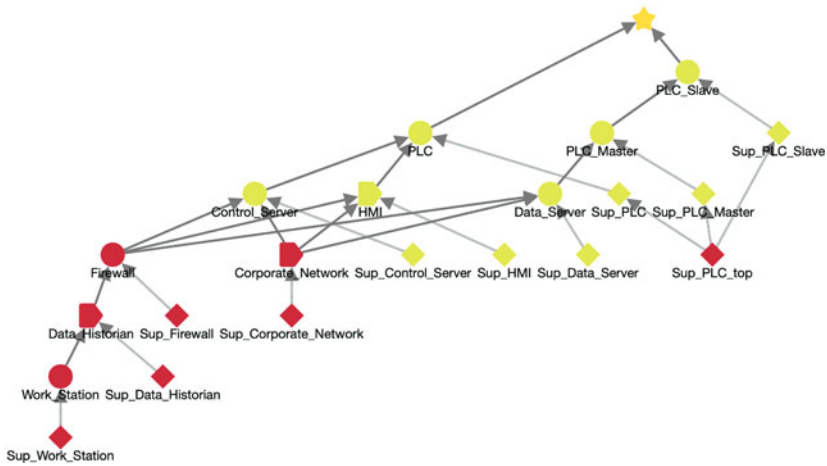 PLC_Slave
PLC
PLC_Master
Sup_PLC_Slave
Control_Server
HMI
Data_Server
Sup_PLC
Sup_PLC_Master
Firewall
Corporate_Network
Sup_Control_Server
Sup_HMI
Sup_Data_Server
Sup_PLC_top
Data_Historian
Sup_Firewall
Sup_Corporate_Network
Work_Station
Sup_Data_Historian
Sup_Work_Station